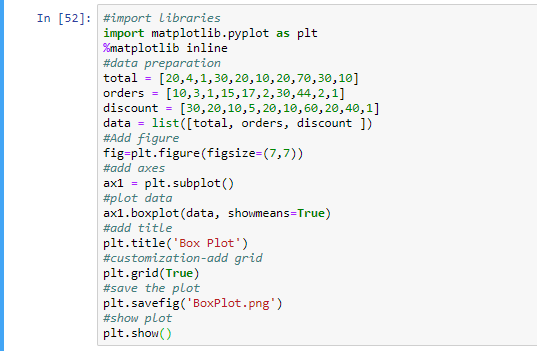 In [52]: #import libraries
import matplotlib.pyplot as plt
%matplotlib inline
#data preparation
total = [20,4,1,30,20,10,20,70,30,10]
orders = [10,3,1,15,17,2,30,44,2,1]
discount = [30,20,10,5,20,10,60,20,40,1]
data = list([total, orders, discount ])
#Add figure
fig=plt.figure(figsize=(7,7))
#add axes
ax1 = plt.subplot()
#plot data
ax1.boxplot(data, showmeans=True)
#add title
plt.title('Box Plot')
#customization-add grid
plt.grid(True)
#save the plot
plt.savefig('BoxPlot.png')
#show plot
plt.show()